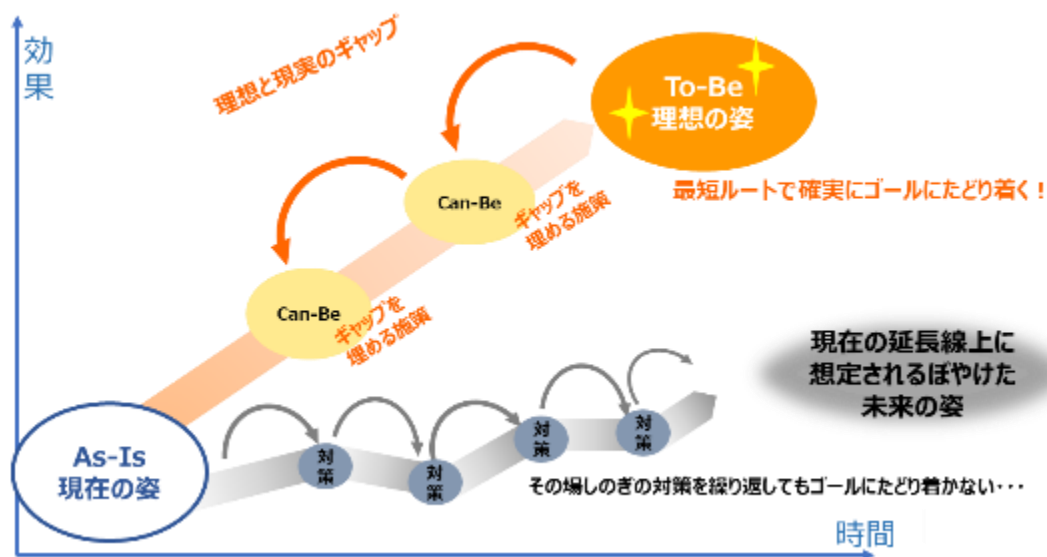 効
果
理想と現実のギャップ
To-Be
理想の姿
最短ルートで確実にゴールにたどり着く!
Can-Be
ギャップを
埋める施策
Can-Be
ギャップを
埋める施策
現在の延長線上に
想定されるぼやけた
未来の姿
As-Is
現在の姿
対
策
対
策
対
策
対
策
その場しのぎの対策を繰り返してもゴールにたどり着かない・・・
時間